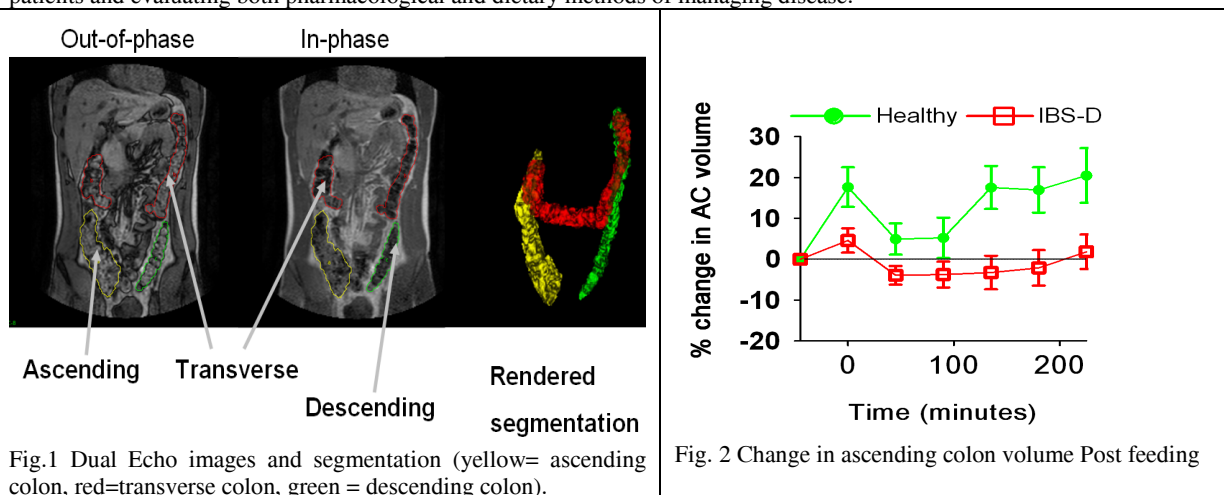 patients and evaluating both pharmacological and dietary methods of managing disease.
Out-of-phase
In-phase
Ascending
Transverse
Descending
Rendered
segmentation
Fig.1 Dual Echo images and segmentation (yellow= ascending
colon, red=transverse colon, green = descending colon).
Healthy
IBS-D
% change in AC volume
30
20
10
0
-10
-20
0
100
200
Time (minutes)
Fig. 2 Change in ascending colon volume Post feeding